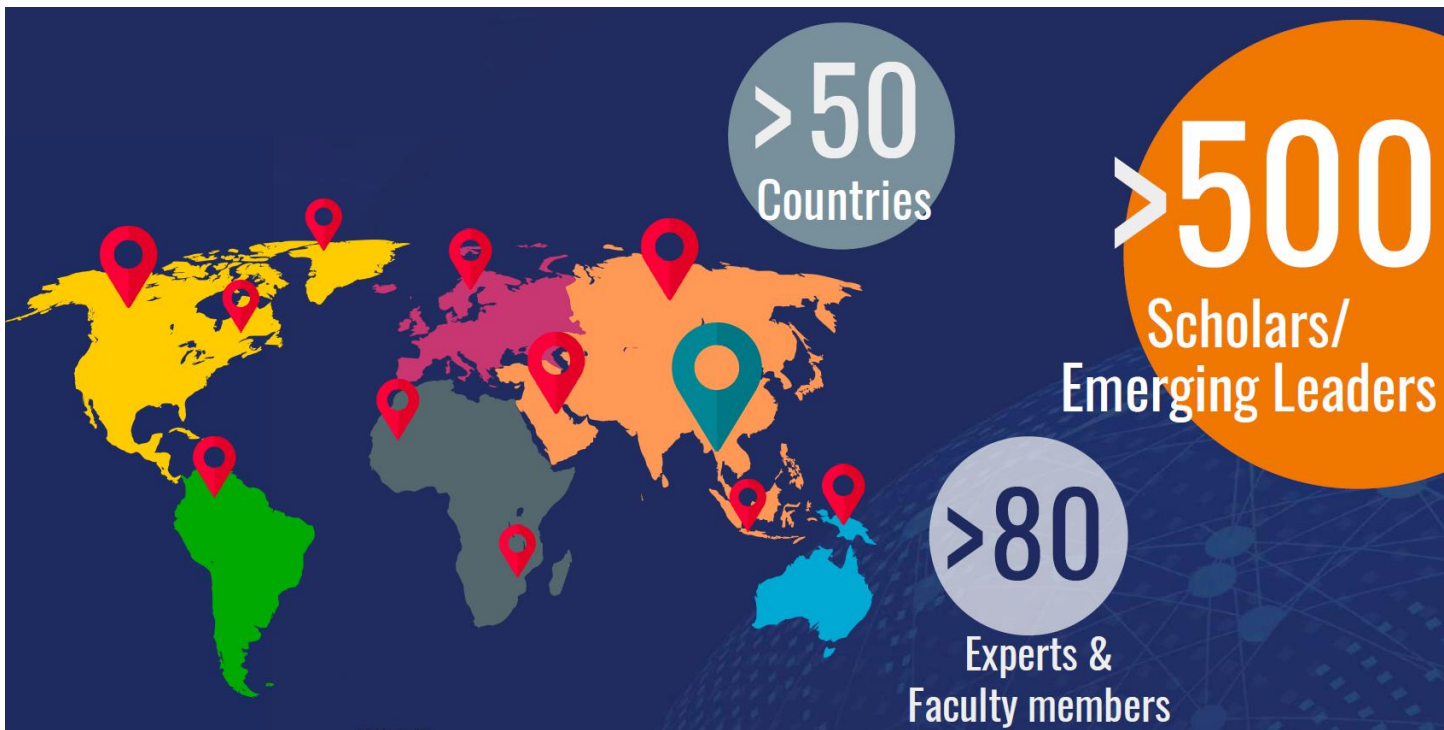 >50
Countries
>500
Scholars/
Emerging Leaders
>80
Experts &
Faculty members